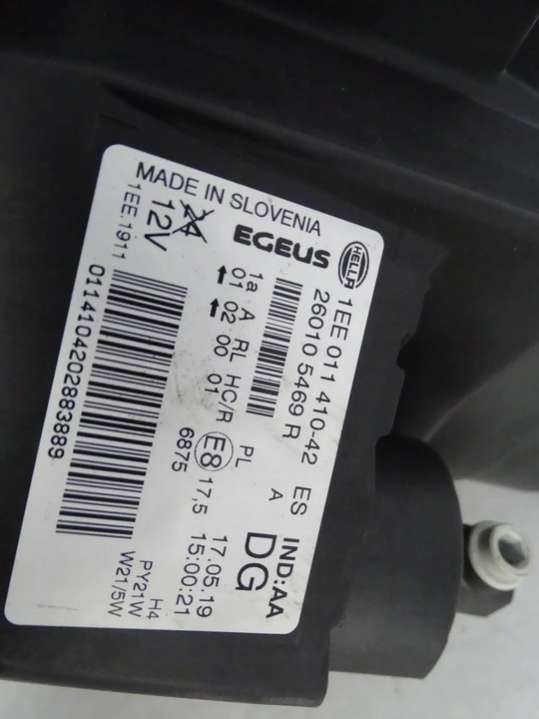 MADE IN SLOVENIA
EGEUS
HELLA
12V
1EE.1911
1EE 011 410-42 ES IND:AA
26010 5469 R A DG
1a A RL HC/R PL
01 02 00 01 E8 17,5 17.05.19
6875 15:00:21
0114104202883889
H4
PY21W
W21/5W